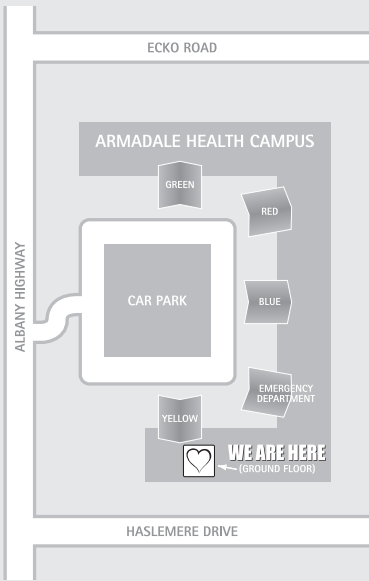 ECKO ROAD
ARMADALE HEALTH CAMPUS
GREEN
RED
ALBANY HIGHWAY
CAR PARK
BLUE
EMERGENCY
DEPARTMENT
YELLOW
WE ARE HERE
(GROUND FLOOR)
HASLEMERE DRIVE